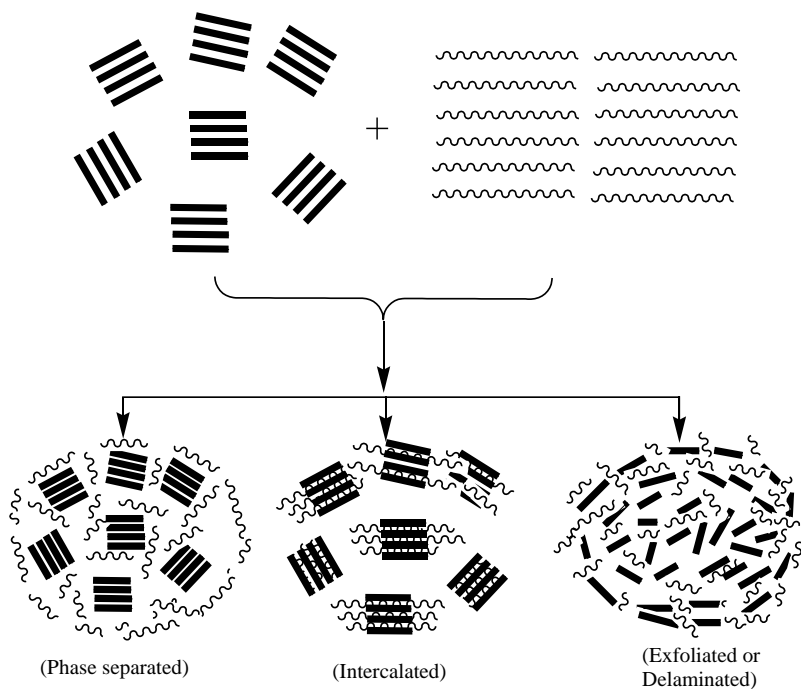 +
(Phase separated)
(Intercalated)
(Exfoliated or
Delaminated)